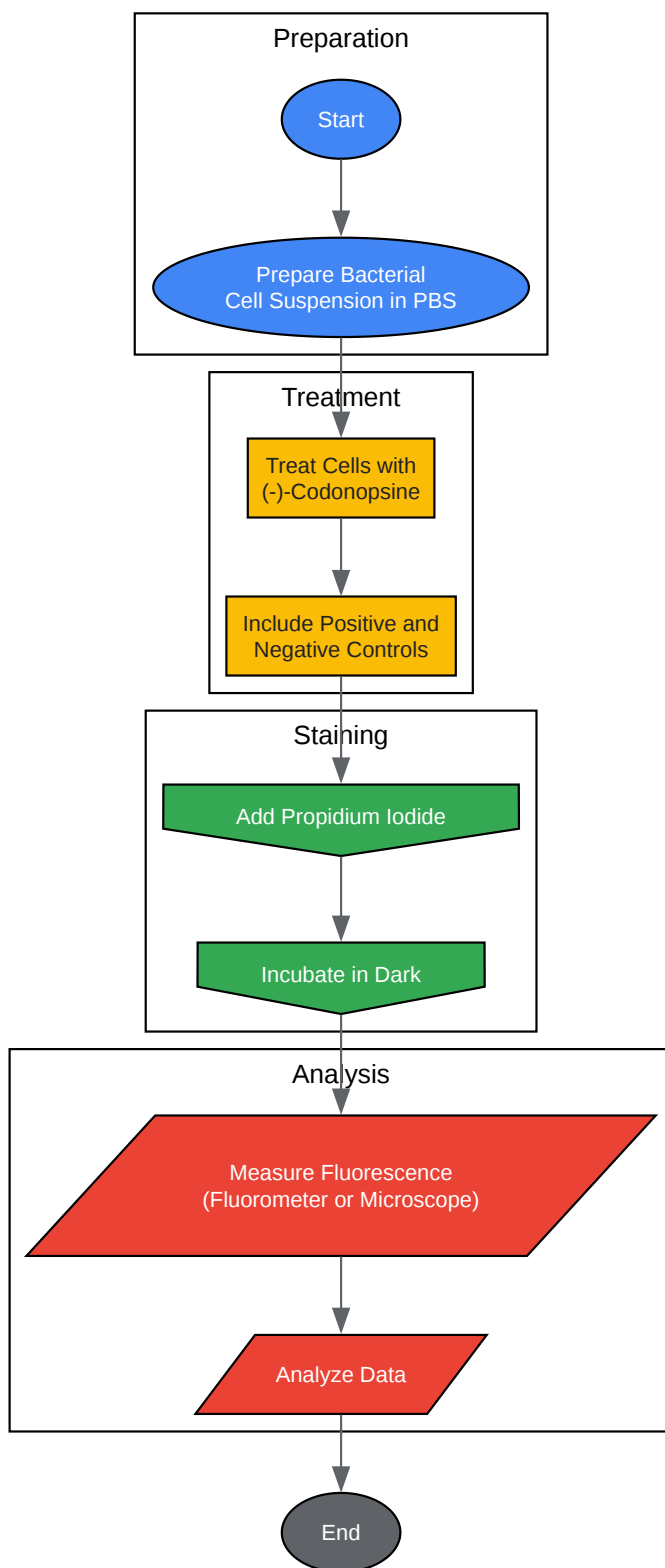 Preparation
Start
Prepare Bacterial
Cell Suspension in PBS
Treatment
Treat Cells with
(-)-Codonopsine
Include Positive and
Negative Controls
Staining
Add Propidium Iodide
Incubate in Dark
Analysis
Measure Fluorescence
(Fluorometer or Microscope)
Analyze Data
End